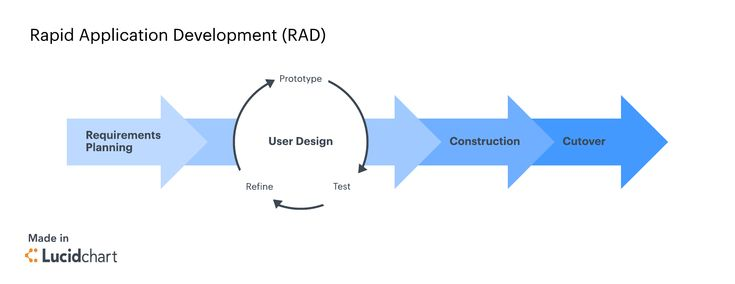 Rapid Application Development (RAD)
Prototype
Requirements
Planning
User Design
Construction
Cutover
Refine
Test
Made in
Lucidchart